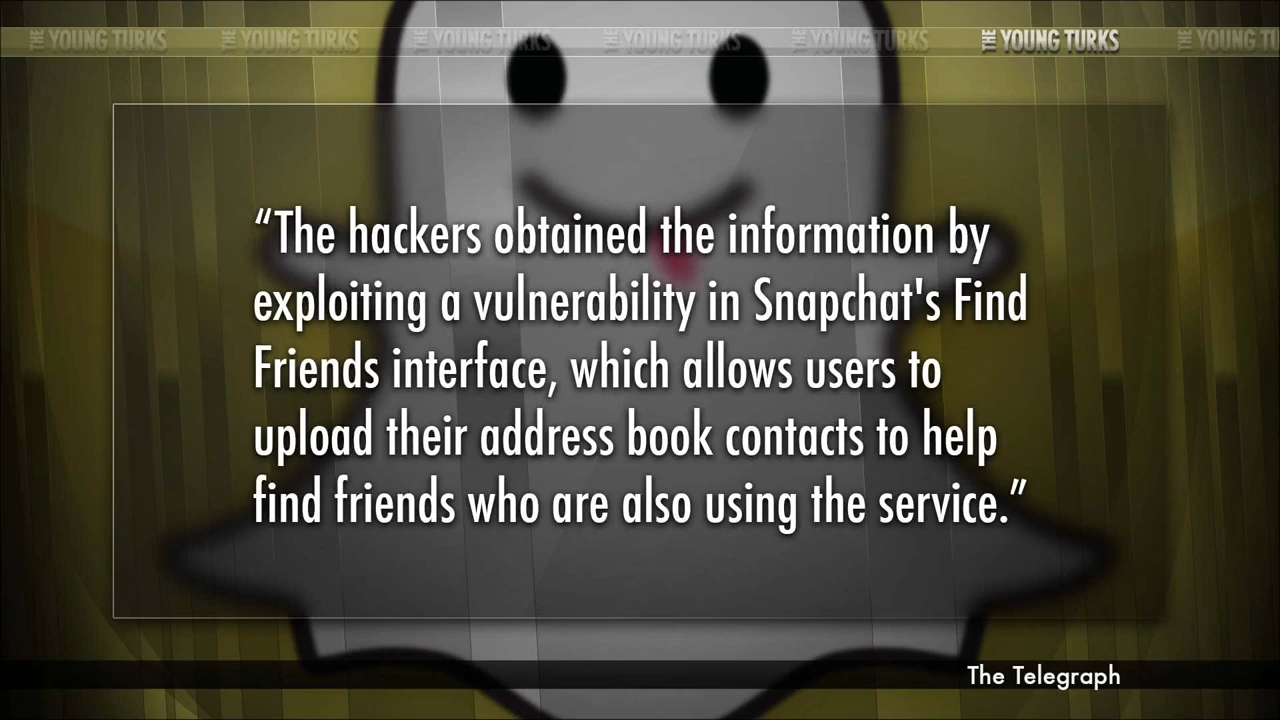 THE YOUNG TURKS THE YOUNG TURKS THE YOUNG TURKS THE YOUNG TURKS THE YOUNG TURKS THE YOUNG TURKS THE YOUNG TU
“The hackers obtained the information by
exploiting a vulnerability in Snapchat's Find
Friends interface, which allows users to
upload their address book contacts to help
find friends who are also using the service.”
The Telegraph